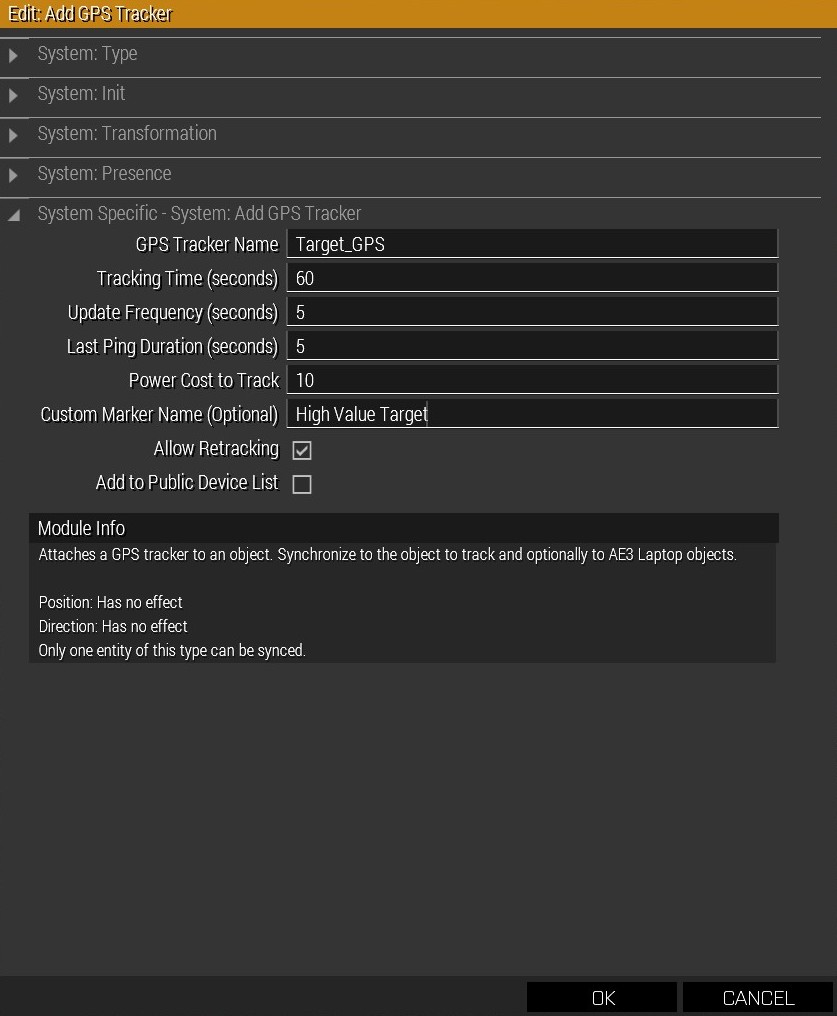 Edit: Add GPS Tracker
System: Type
System: Init
System: Transformation
System: Presence
System Specific - System: Add GPS Tracker
GPS Tracker Name Target_GPS
Tracking Time (seconds) 60
Update Frequency (seconds) 5
Last Ping Duration (seconds) 5
Power Cost to Track 10
Custom Marker Name (Optional) High Value Target
Allow Retracking
Add to Public Device List
Module Info
Attaches a GPS tracker to an object. Synchronize to the object to track and optionally to AE3 Laptop objects.
Position: Has no effect
Direction: Has no effect
Only one entity of this type can be synced.
OK CANCEL